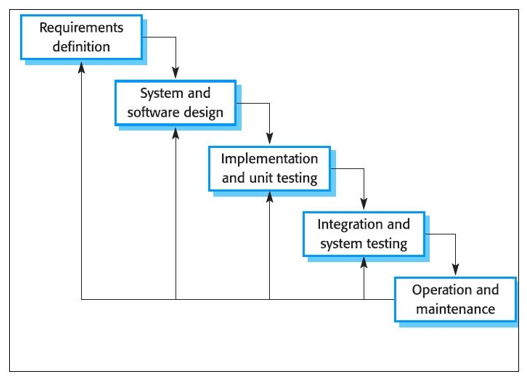 Requirements
definition
System and
software design
Implementation
and unit testing
Integration and
system testing
Operation and
maintenance